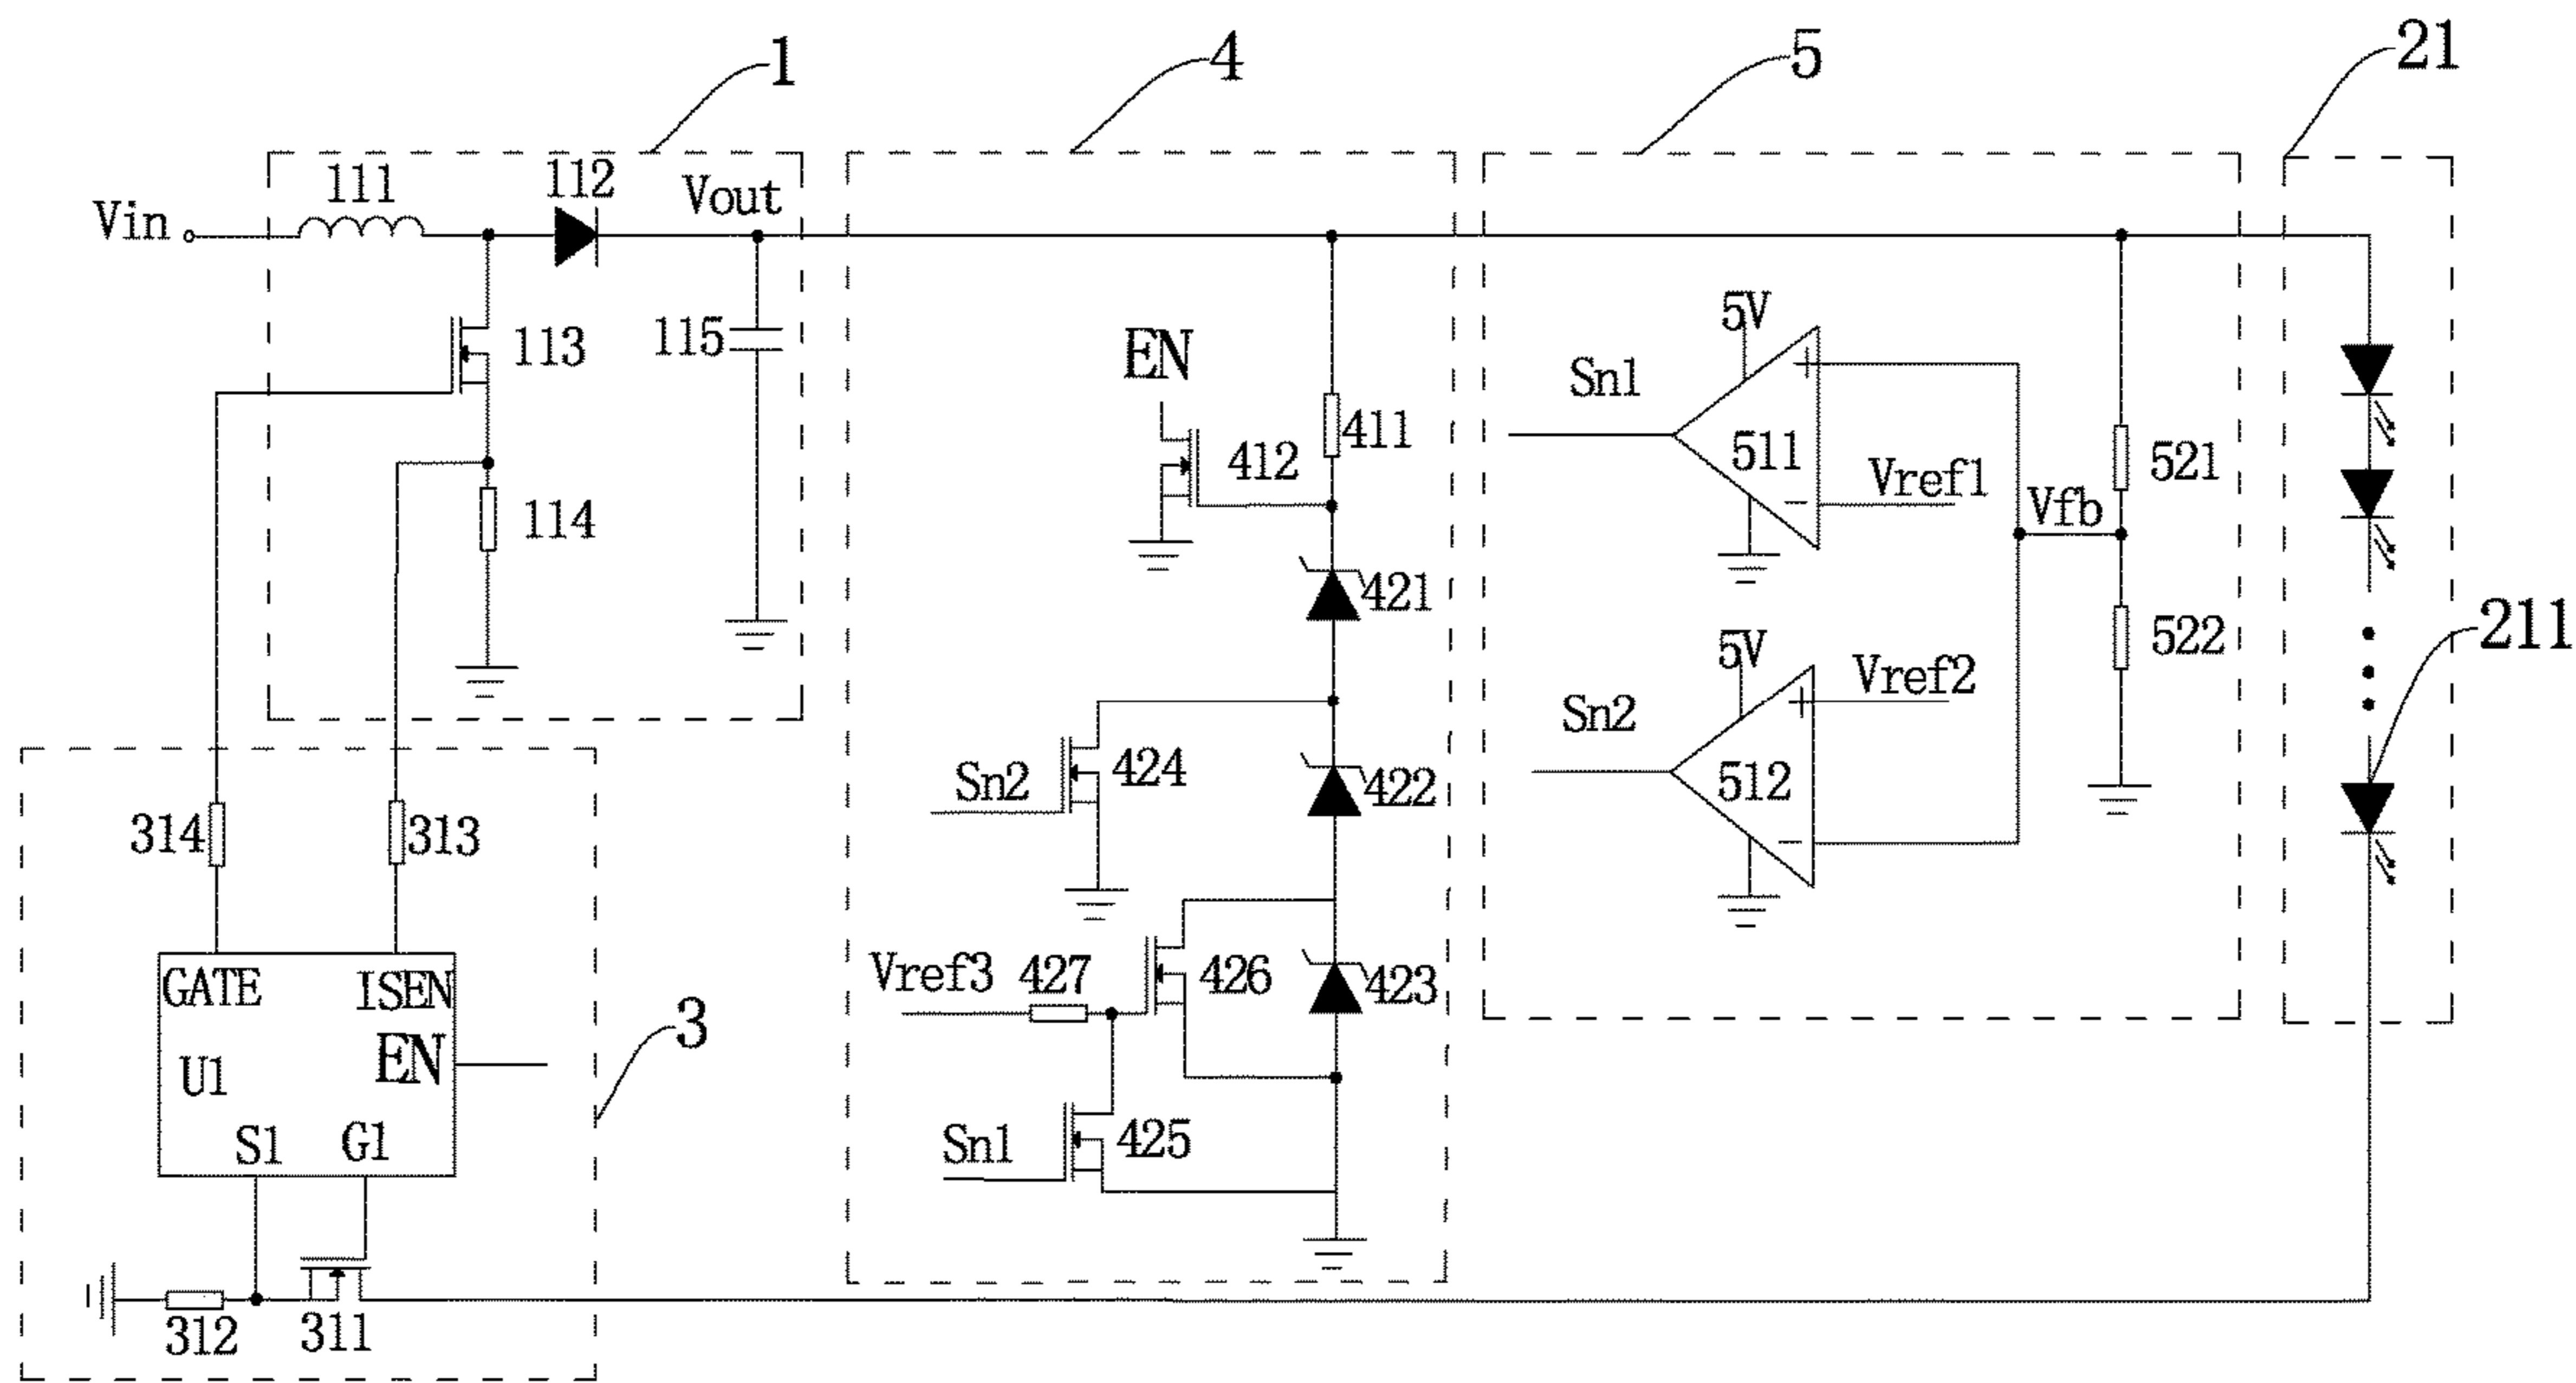 1
4
5
21
111
112
Vout
Vin
113
115
114
EN
411
412
421
Sn2
424
422
Vref3
427
426
423
Sn1
425
5V
Sn1
511
Vref1
Vfb
521
522
5V
Vref2
Sn2
512
211
314
313
GATE
ISEN
EN
U1
S1
G1
3
312
311